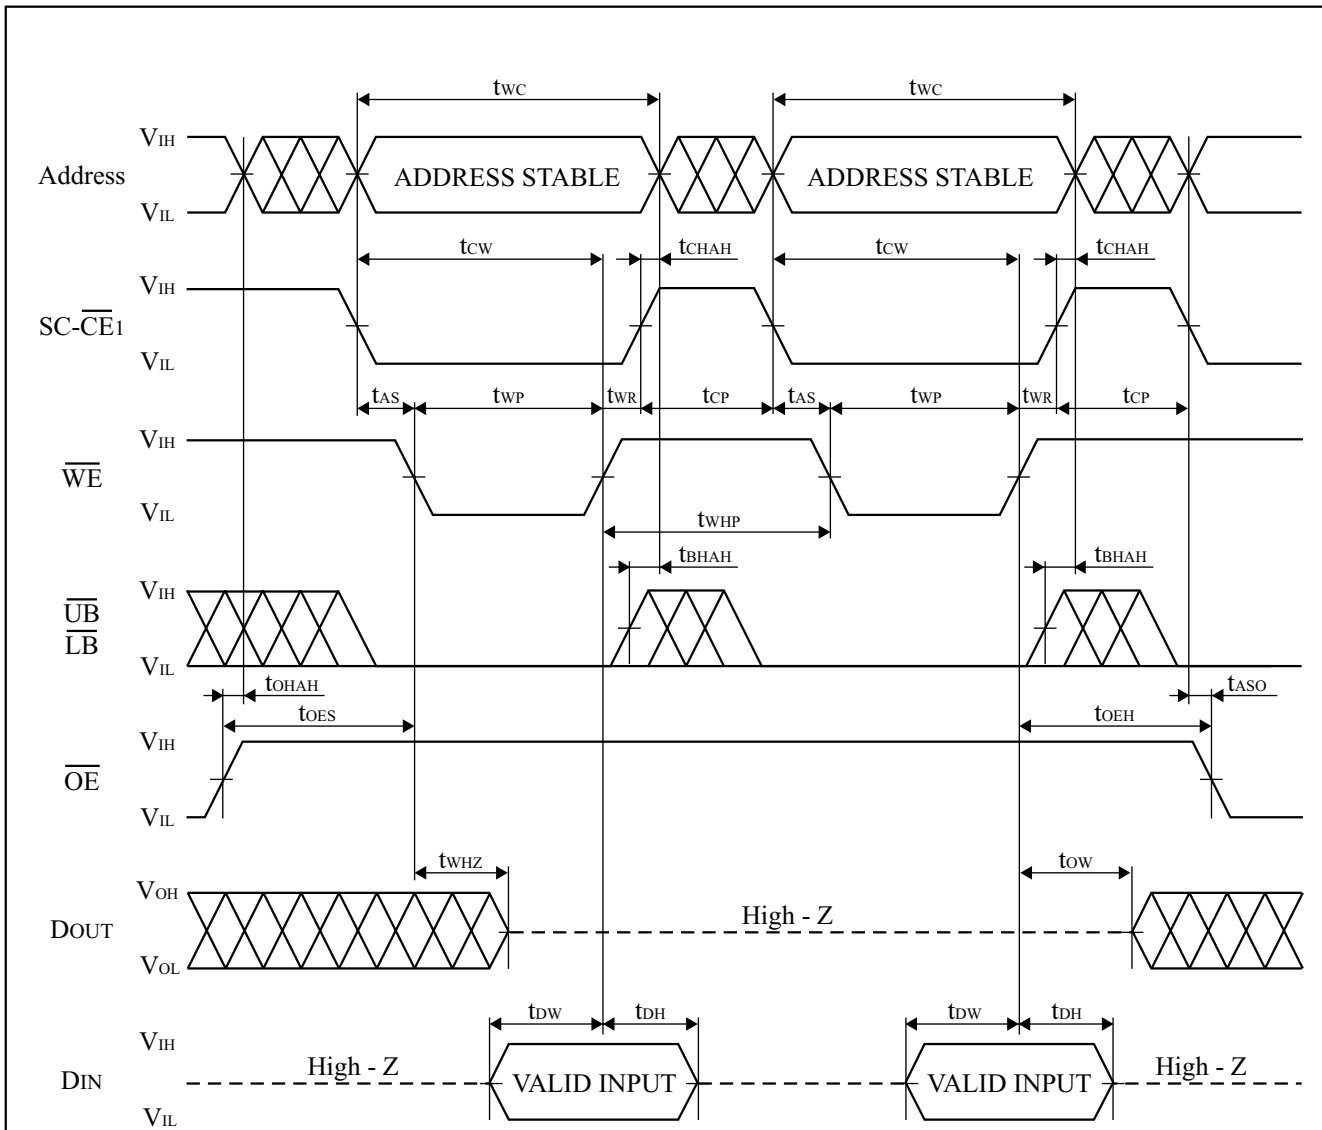 tWC tWC
VIH
Address ADDRESS STABLE ADDRESS STABLE
VIL
tCW tCHAH tCW tCHAH
VIH
SC-CE1
VIL
tAS tWP tWR tCP tAS tWP tWR tCP
VIH
WE
VIL
tWHP
tBHAH tBHAH
VIH
UB
LB
VIL
tOHAH tASO
tOES tOEH
VIH
OE
VIL
tWHZ tOW
VOH
High - Z
DOUT
VOL
tDW tDH tDW tDH
VIH
High - Z High - Z
DIN VALID INPUT VALID INPUT
VIL